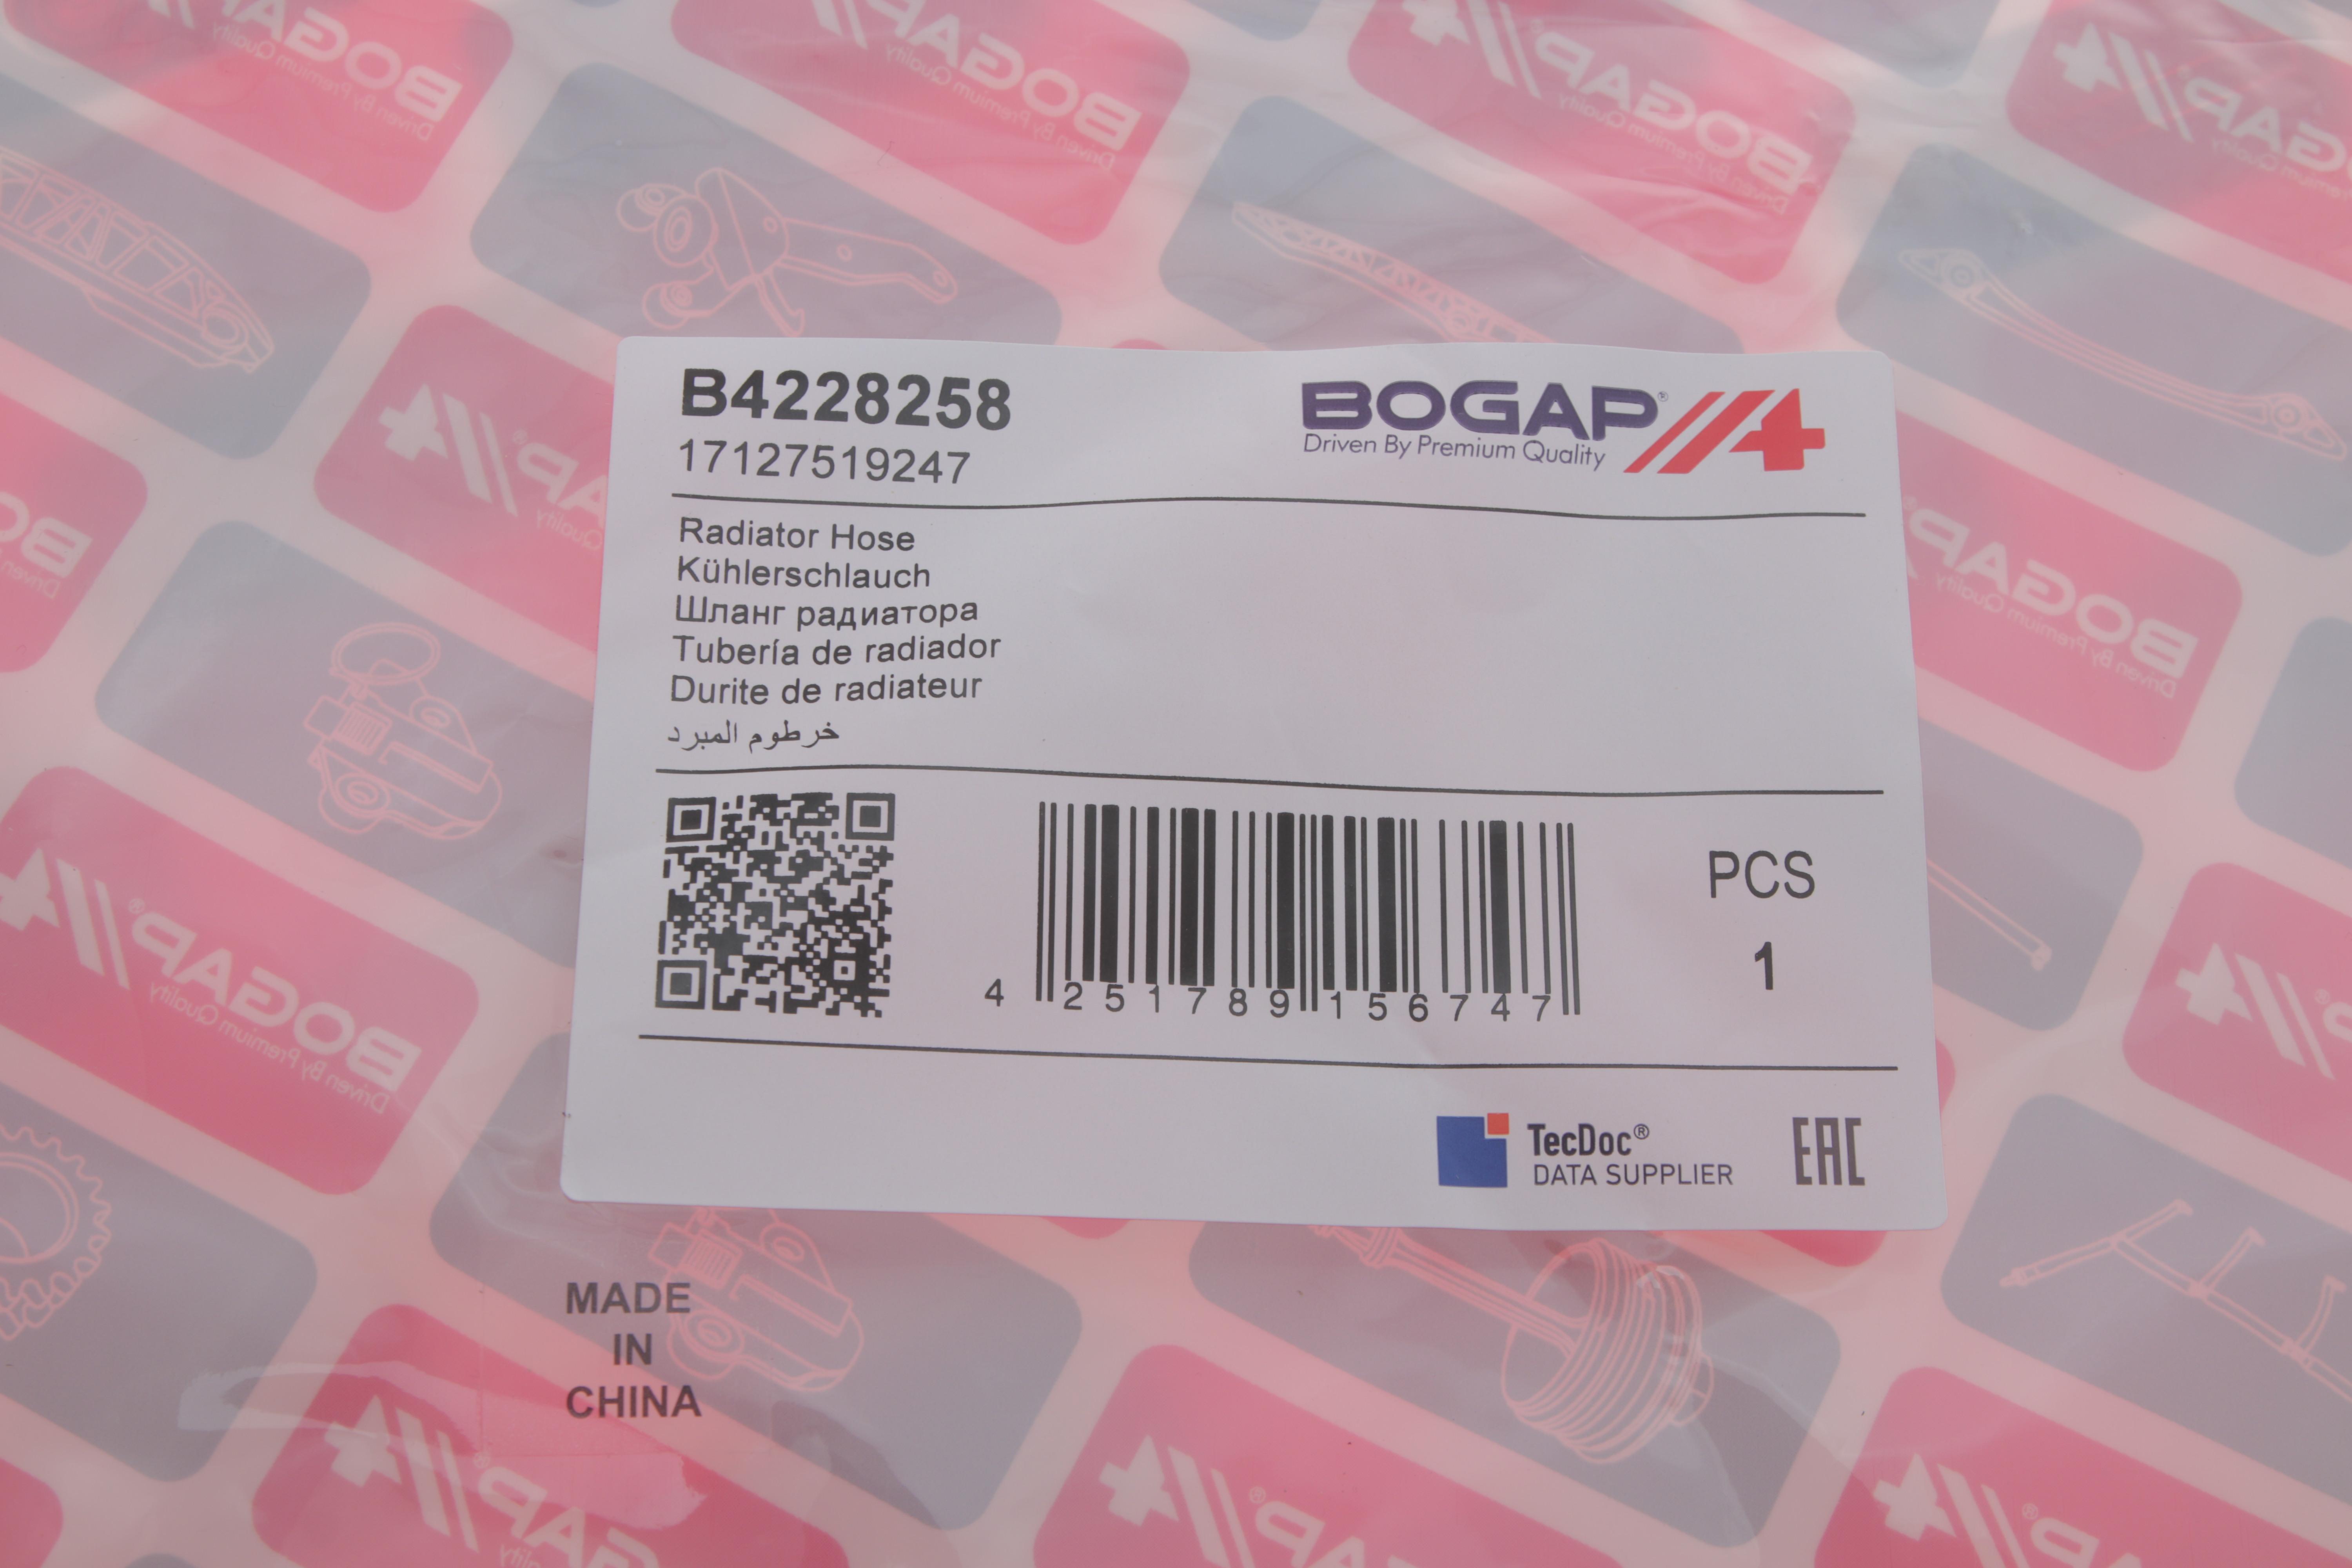 B4228258
17127519247
BOGAP®
Driven By Premium Quality
Radiator Hose
Kühlerschlauch
Шланг радиатора
Tubería de radiador
Durite de radiateur
خرطوم المبرد
4 251789 156747
PCS
1
TecDoc®
DATA SUPPLIER
EAC
MADE
IN
CHINA